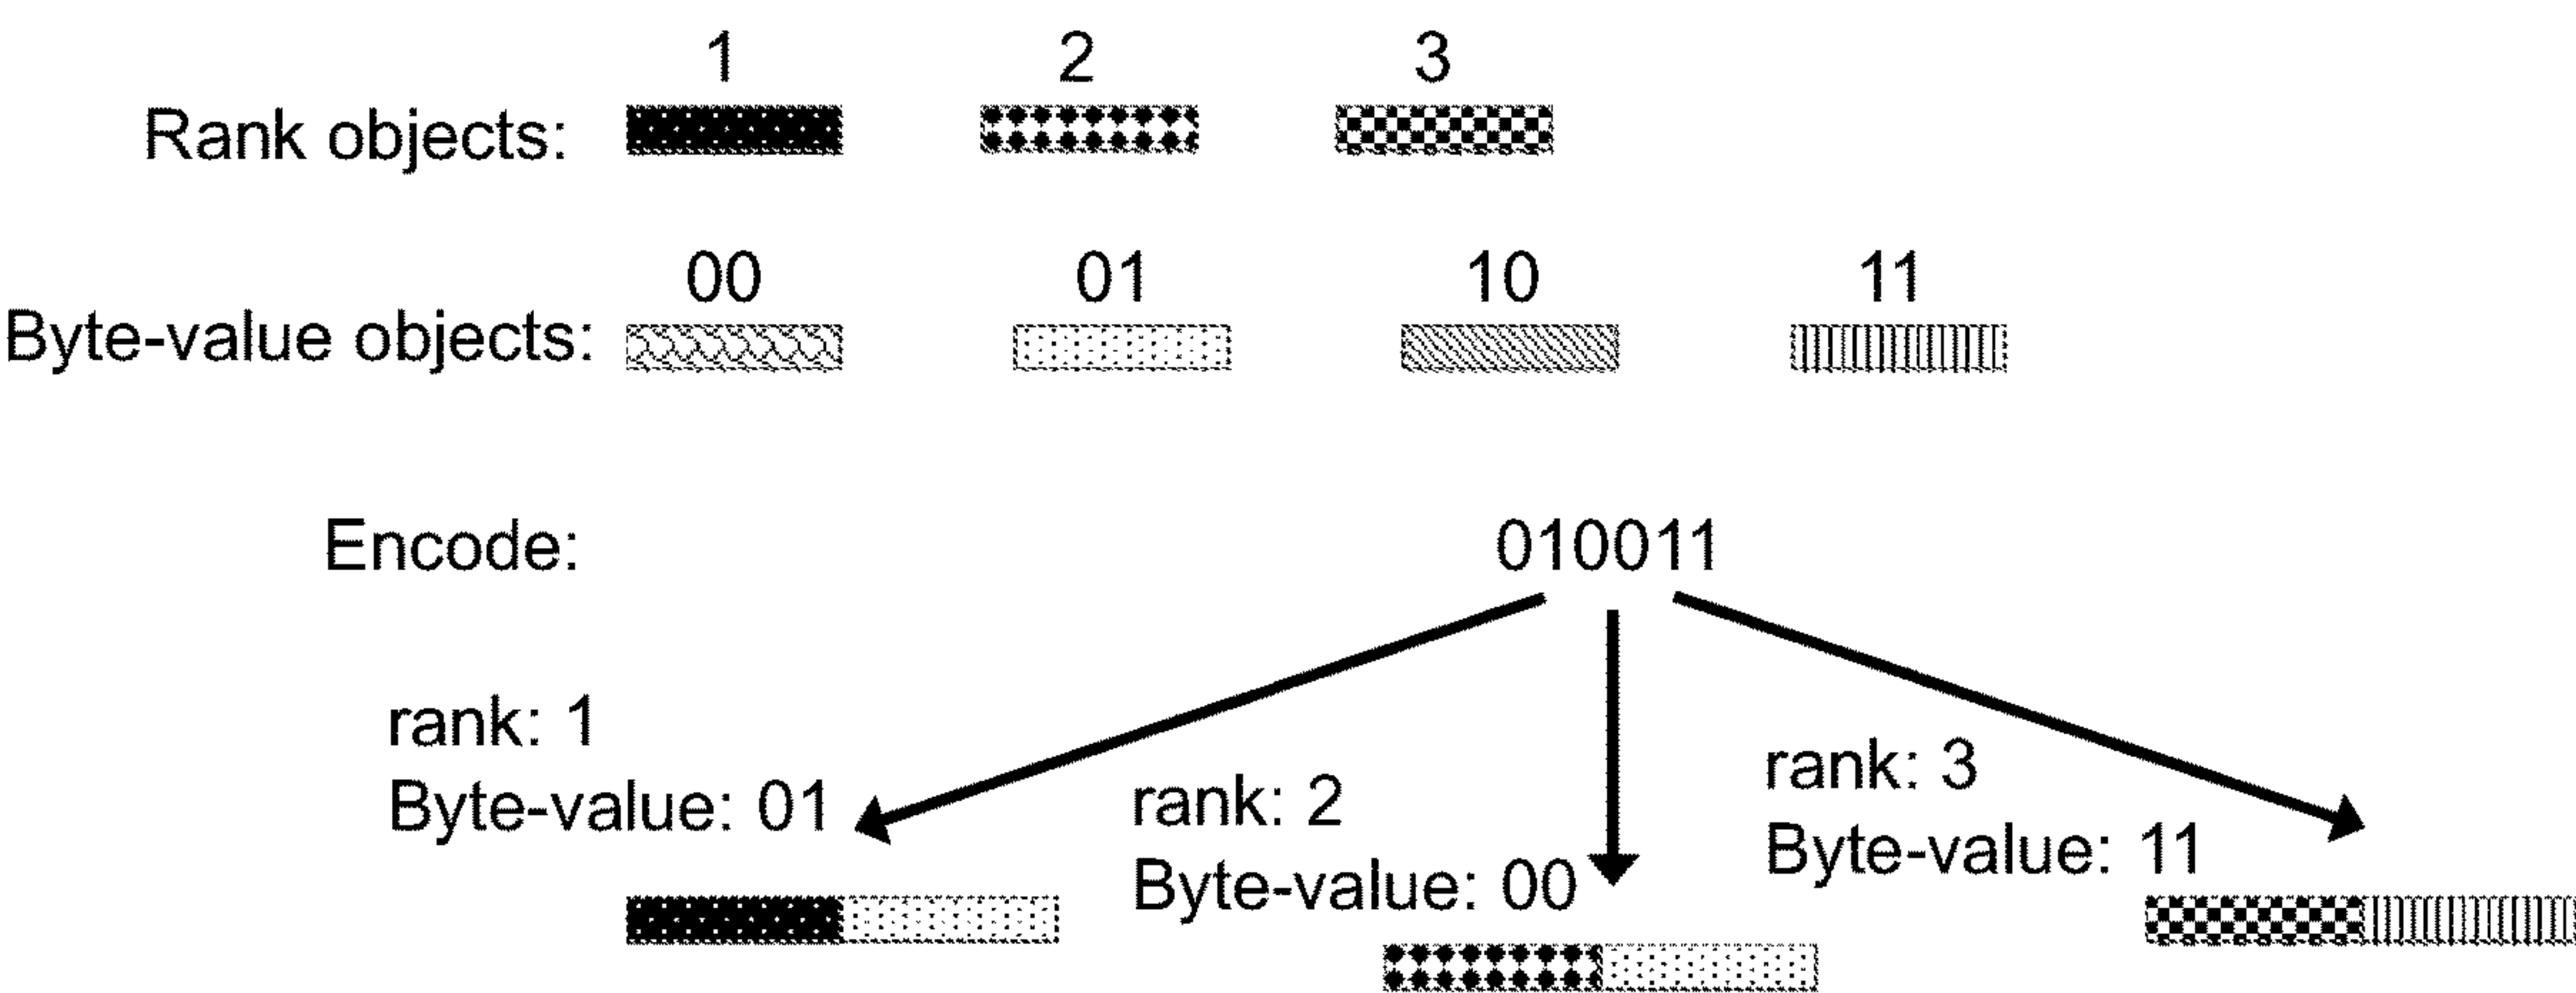 1 2 3
Rank objects:
00 01 10 11
Byte-value objects:
Encode: 010011
rank: 1
Byte-value: 01
rank: 2
Byte-value: 00
rank: 3
Byte-value: 11